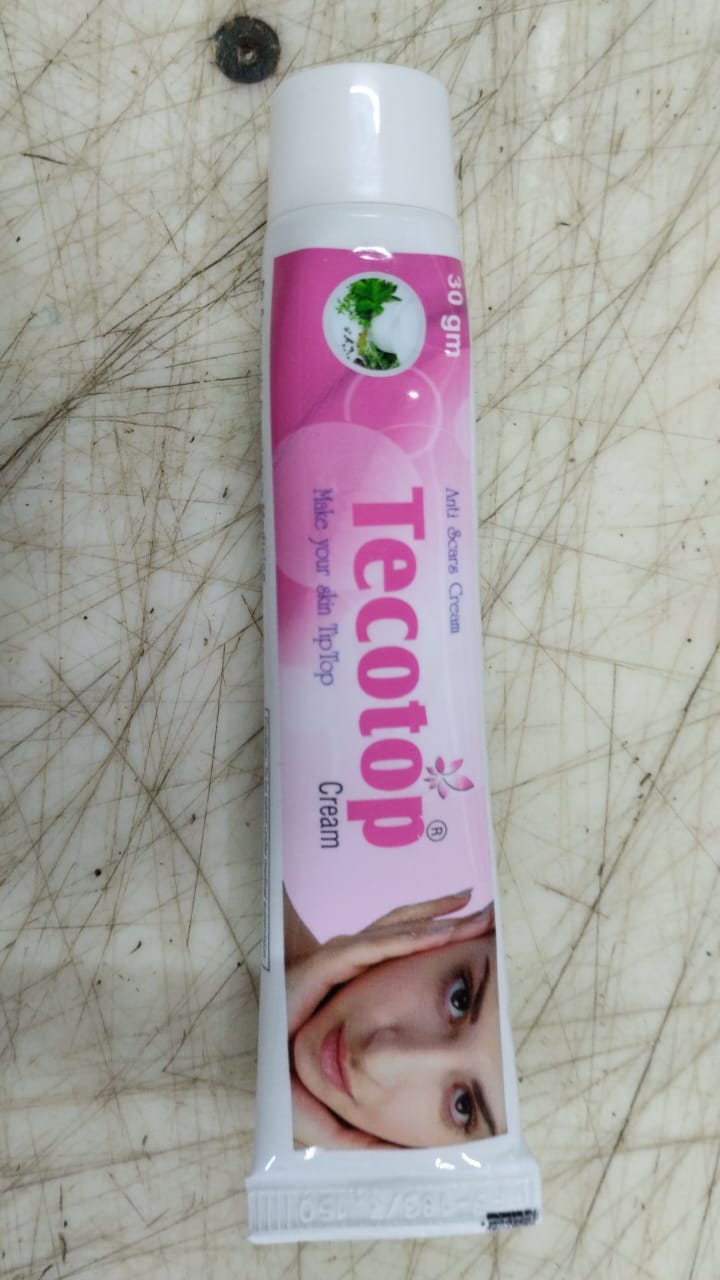 30 gm
Anti Scars Cream
Tecotop®
Make your skin TipTop
Cream